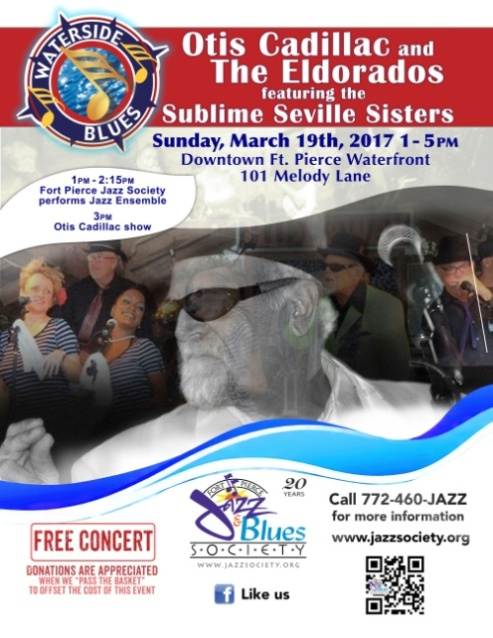 WATERSIDE
BLUES
Otis Cadillac and
The Eldorados
featuring the
Sublime Seville Sisters
Sunday, March 19th, 2017 1 - 5PM
Downtown Ft. Pierce Waterfront
101 Melody Lane
1PM - 2:15PM
Fort Pierce Jazz Society
performs Jazz Ensemble
3PM
Otis Cadillac show
FORT PIERCE
Jazz
& Blues
S·O·C·I·E·T·Y
WWW.JAZZSOCIETY.ORG
20
YEARS
Call 772-460-JAZZ
for more information
www.jazzsociety.org
FREE CONCERT
DONATIONS ARE APPRECIATED
WHEN WE "PASS THE BASKET"
TO OFFSET THE COST OF THIS EVENT
f Like us